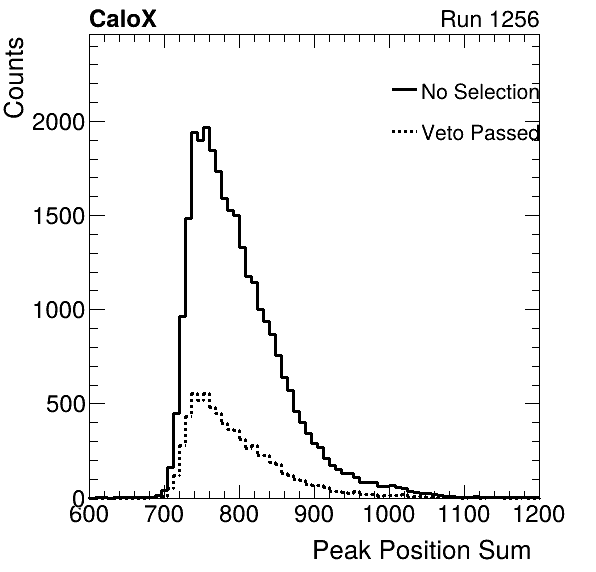 CaloX Run 1256
Counts
No Selection
Veto Passed
2000
1500
1000
500
0
600 700 800 900 1000 1100 1200
Peak Position Sum